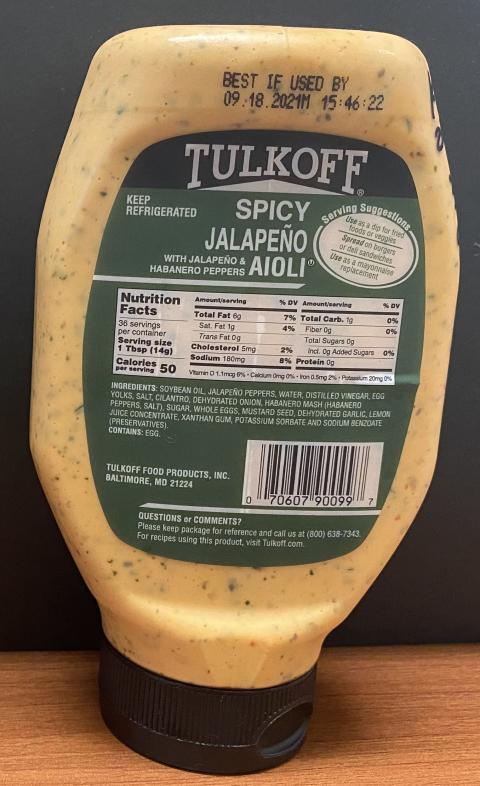 BEST IF USED BY
09.18.2021M 15:46:22
TULKOFF®
KEEP
REFRIGERATED
SPICY
JALAPEÑO
WITH JALAPEÑO &
HABANERO PEPPERS
AIOLI®
Serving Suggestions
Use as a dip for fried
foods or veggies
Spread on burgers
or deli sandwiches
Use as a mayonnaise
replacement
Nutrition
Facts
36 servings
per container
Serving size
1 Tbsp (14g)
Calories
per serving 50
Amount/serving % DV
Total Fat 6g 7%
Sat. Fat 1g 4%
Trans Fat 0g
Cholesterol 5mg 2%
Sodium 180mg 8%
Amount/serving % DV
Total Carb. 1g 0%
Fiber 0g 0%
Total Sugars 0g
Incl. 0g Added Sugars 0%
Protein 0g
Vitamin D 1.1mcg 6% • Calcium 0mg 0% • Iron 0.5mg 2% • Potassium 20mg 0%
INGREDIENTS: SOYBEAN OIL, JALAPEÑO PEPPERS, WATER, DISTILLED VINEGAR, EGG
YOLKS, SALT, CILANTRO, DEHYDRATED ONION, HABANERO MASH (HABANERO
PEPPERS, SALT), SUGAR, WHOLE EGGS, MUSTARD SEED, DEHYDRATED GARLIC, LEMON
JUICE CONCENTRATE, XANTHAN GUM, POTASSIUM SORBATE AND SODIUM BENZOATE
(PRESERVATIVES).
CONTAINS: EGG.
TULKOFF FOOD PRODUCTS, INC.
BALTIMORE, MD 21224
0 70607 90099 7
QUESTIONS or COMMENTS?
Please keep package for reference and call us at (800) 638-7343.
For recipes using this product, visit Tulkoff.com.